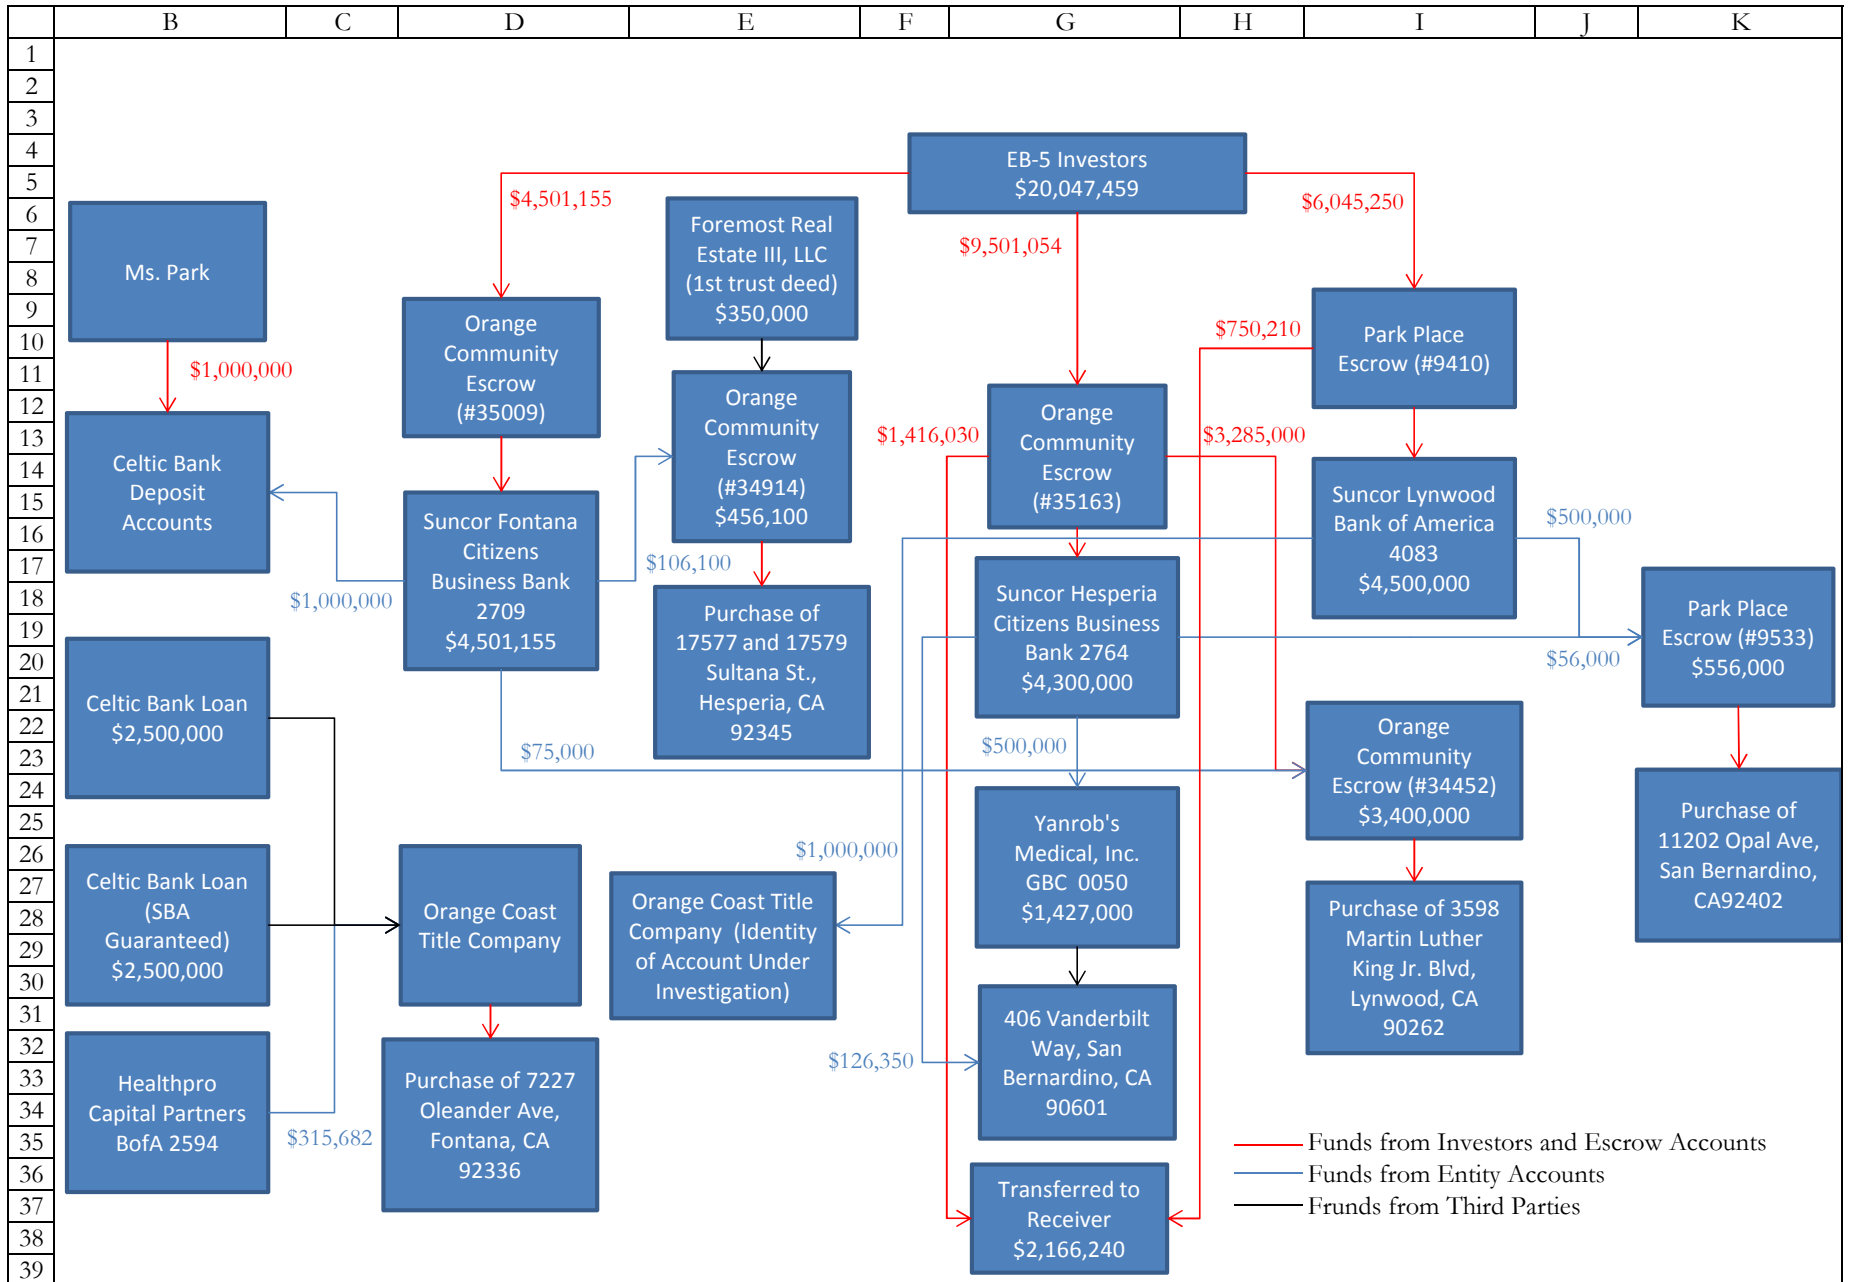 B C D E F G H I J K
1
2
3
4
5
6
7
8
9
10
11
12
13
14
15
16
17
18
19
20
21
22
23
24
25
26
27
28
29
30
31
32
33
34
35
36
37
38
39
EB-5 Investors
$20,047,459
$4,501,155
$9,501,054
$6,045,250
Ms. Park
$1,000,000
Celtic Bank
Deposit
Accounts
$1,000,000
Orange
Community
Escrow
(#35009)
Suncor Fontana
Citizens
Business Bank
2709
$4,501,155
$75,000
Foremost Real
Estate III, LLC
(1st trust deed)
$350,000
Orange
Community
Escrow
(#34914)
$456,100
$106,100
Purchase of
17577 and 17579
Sultana St.,
Hesperia, CA
92345
$1,416,030
Orange
Community
Escrow
(#35163)
$3,285,000
$750,210
Park Place
Escrow (#9410)
Suncor Lynwood
Bank of America
4083
$4,500,000
$500,000
$56,000
Park Place
Escrow (#9533)
$556,000
Purchase of
11202 Opal Ave,
San Bernardino,
CA92402
Suncor Hesperia
Citizens Business
Bank 2764
$4,300,000
$500,000
Yanrob's
Medical, Inc.
GBC 0050
$1,427,000
$126,350
406 Vanderbilt
Way, San
Bernardino, CA
90601
Orange
Community
Escrow (#34452)
$3,400,000
Purchase of 3598
Martin Luther
King Jr. Blvd,
Lynwood, CA
90262
$1,000,000
Orange Coast Title
Company (Identity
of Account Under
Investigation)
Celtic Bank Loan
$2,500,000
Celtic Bank Loan
(SBA
Guaranteed)
$2,500,000
Healthpro
Capital Partners
BofA 2594
$315,682
Orange Coast
Title Company
Purchase of 7227
Oleander Ave,
Fontana, CA
92336
Transferred to
Receiver
$2,166,240
Funds from Investors and Escrow Accounts
Funds from Entity Accounts
Frunds from Third Parties